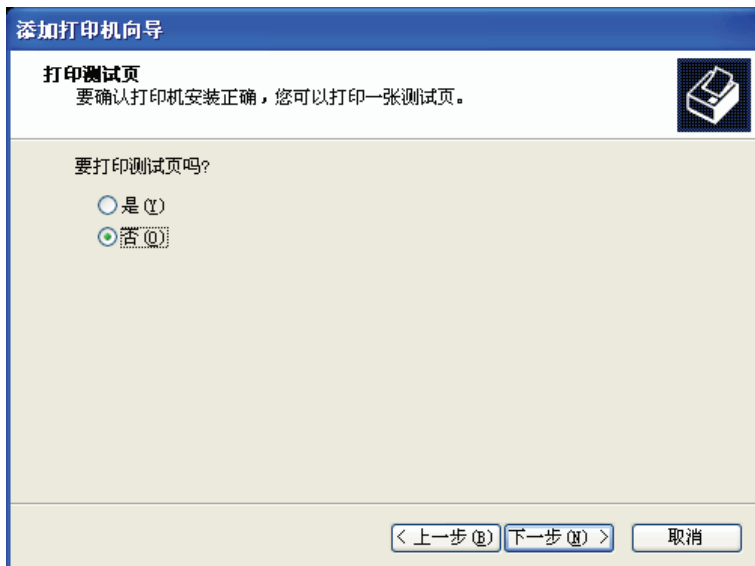 添加打印机向导
打印测试页
要确认打印机安装正确，您可以打印一张测试页。
要打印测试页吗?
是(Y)
否(O)
< 上一步(B) 下一步(N) > 取消